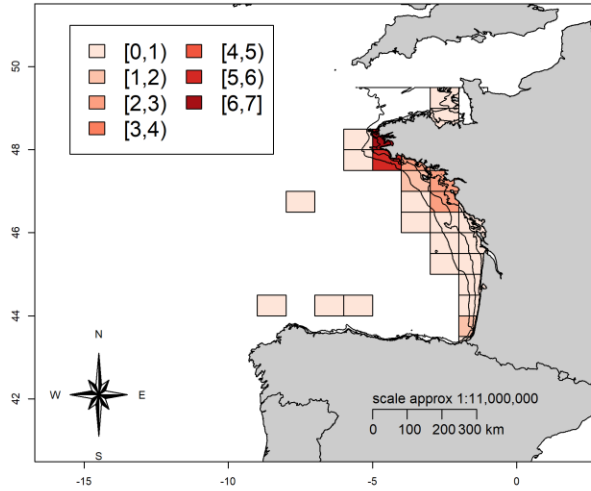 [0,1) [4,5)
[1,2) [5,6)
[2,3) [6,7]
[3,4)
50
48
46
44
42
N
W E
S
scale approx 1:11,000,000
0 100 200 300 km
-15 -10 -5 0